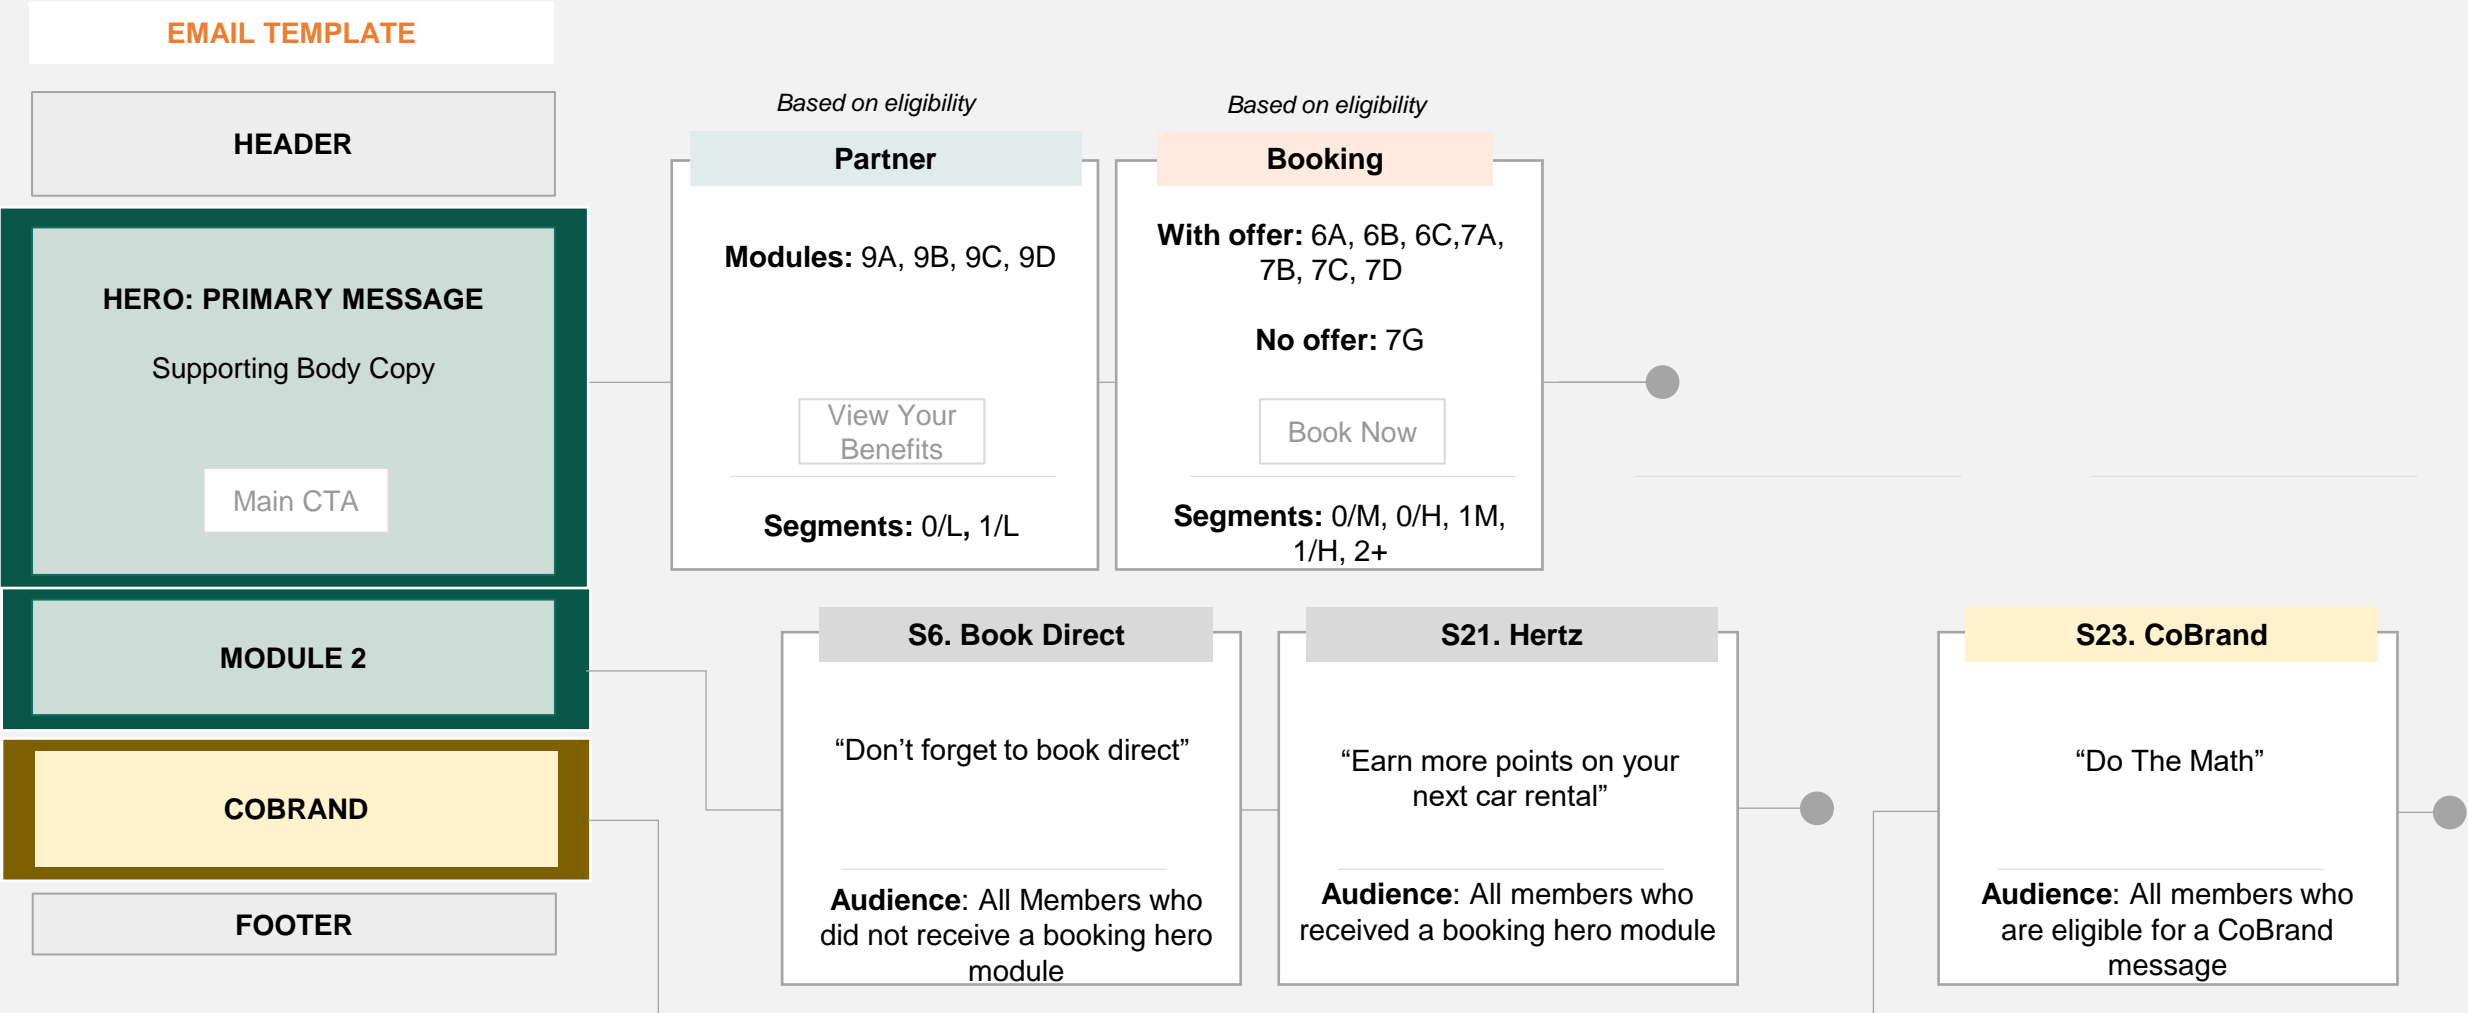 EMAIL TEMPLATE
HEADER
HERO: PRIMARY MESSAGE
Supporting Body Copy
Main CTA
MODULE 2
COBRAND
FOOTER
Based on eligibility
Partner
Modules: 9A, 9B, 9C, 9D
View Your
Benefits
Segments: 0/L, 1/L
Based on eligibility
Booking
With offer: 6A, 6B, 6C,7A,
7B, 7C, 7D
No offer: 7G
Book Now
Segments: 0/M, 0/H, 1M,
1/H, 2+
S6. Book Direct
“Don’t forget to book direct”
Audience: All Members who
did not receive a booking hero
module
S21. Hertz
“Earn more points on your
next car rental”
Audience: All members who
received a booking hero module
S23. CoBrand
“Do The Math”
Audience: All members who
are eligible for a CoBrand
message